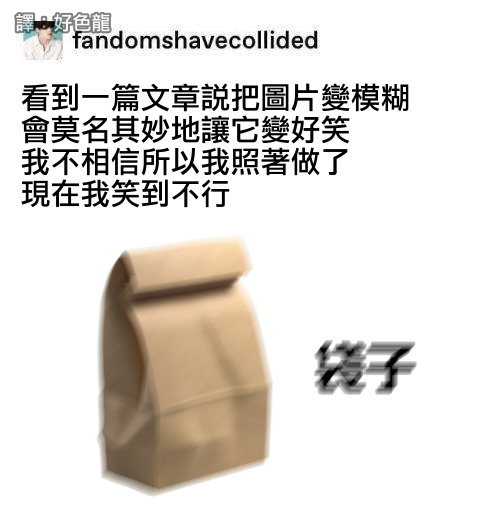 譯：好色龍
fandomshavecollided
看到一篇文章説把圖片變模糊
會莫名其妙地讓它變好笑
我不相信所以我照著做了
現在我笑到不行
袋子